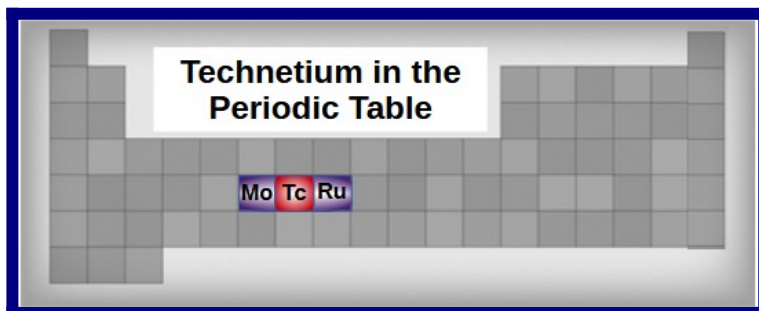 Technetium in the
Periodic Table
Mo Tc Ru